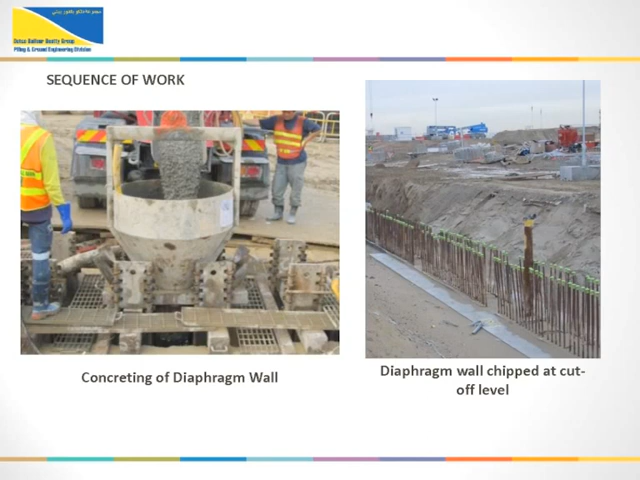 Dutco Balfour Beatty Group
Piling & Ground Engineering Division
SEQUENCE OF WORK
Concreting of Diaphragm Wall
Diaphragm wall chipped at cut-
off level